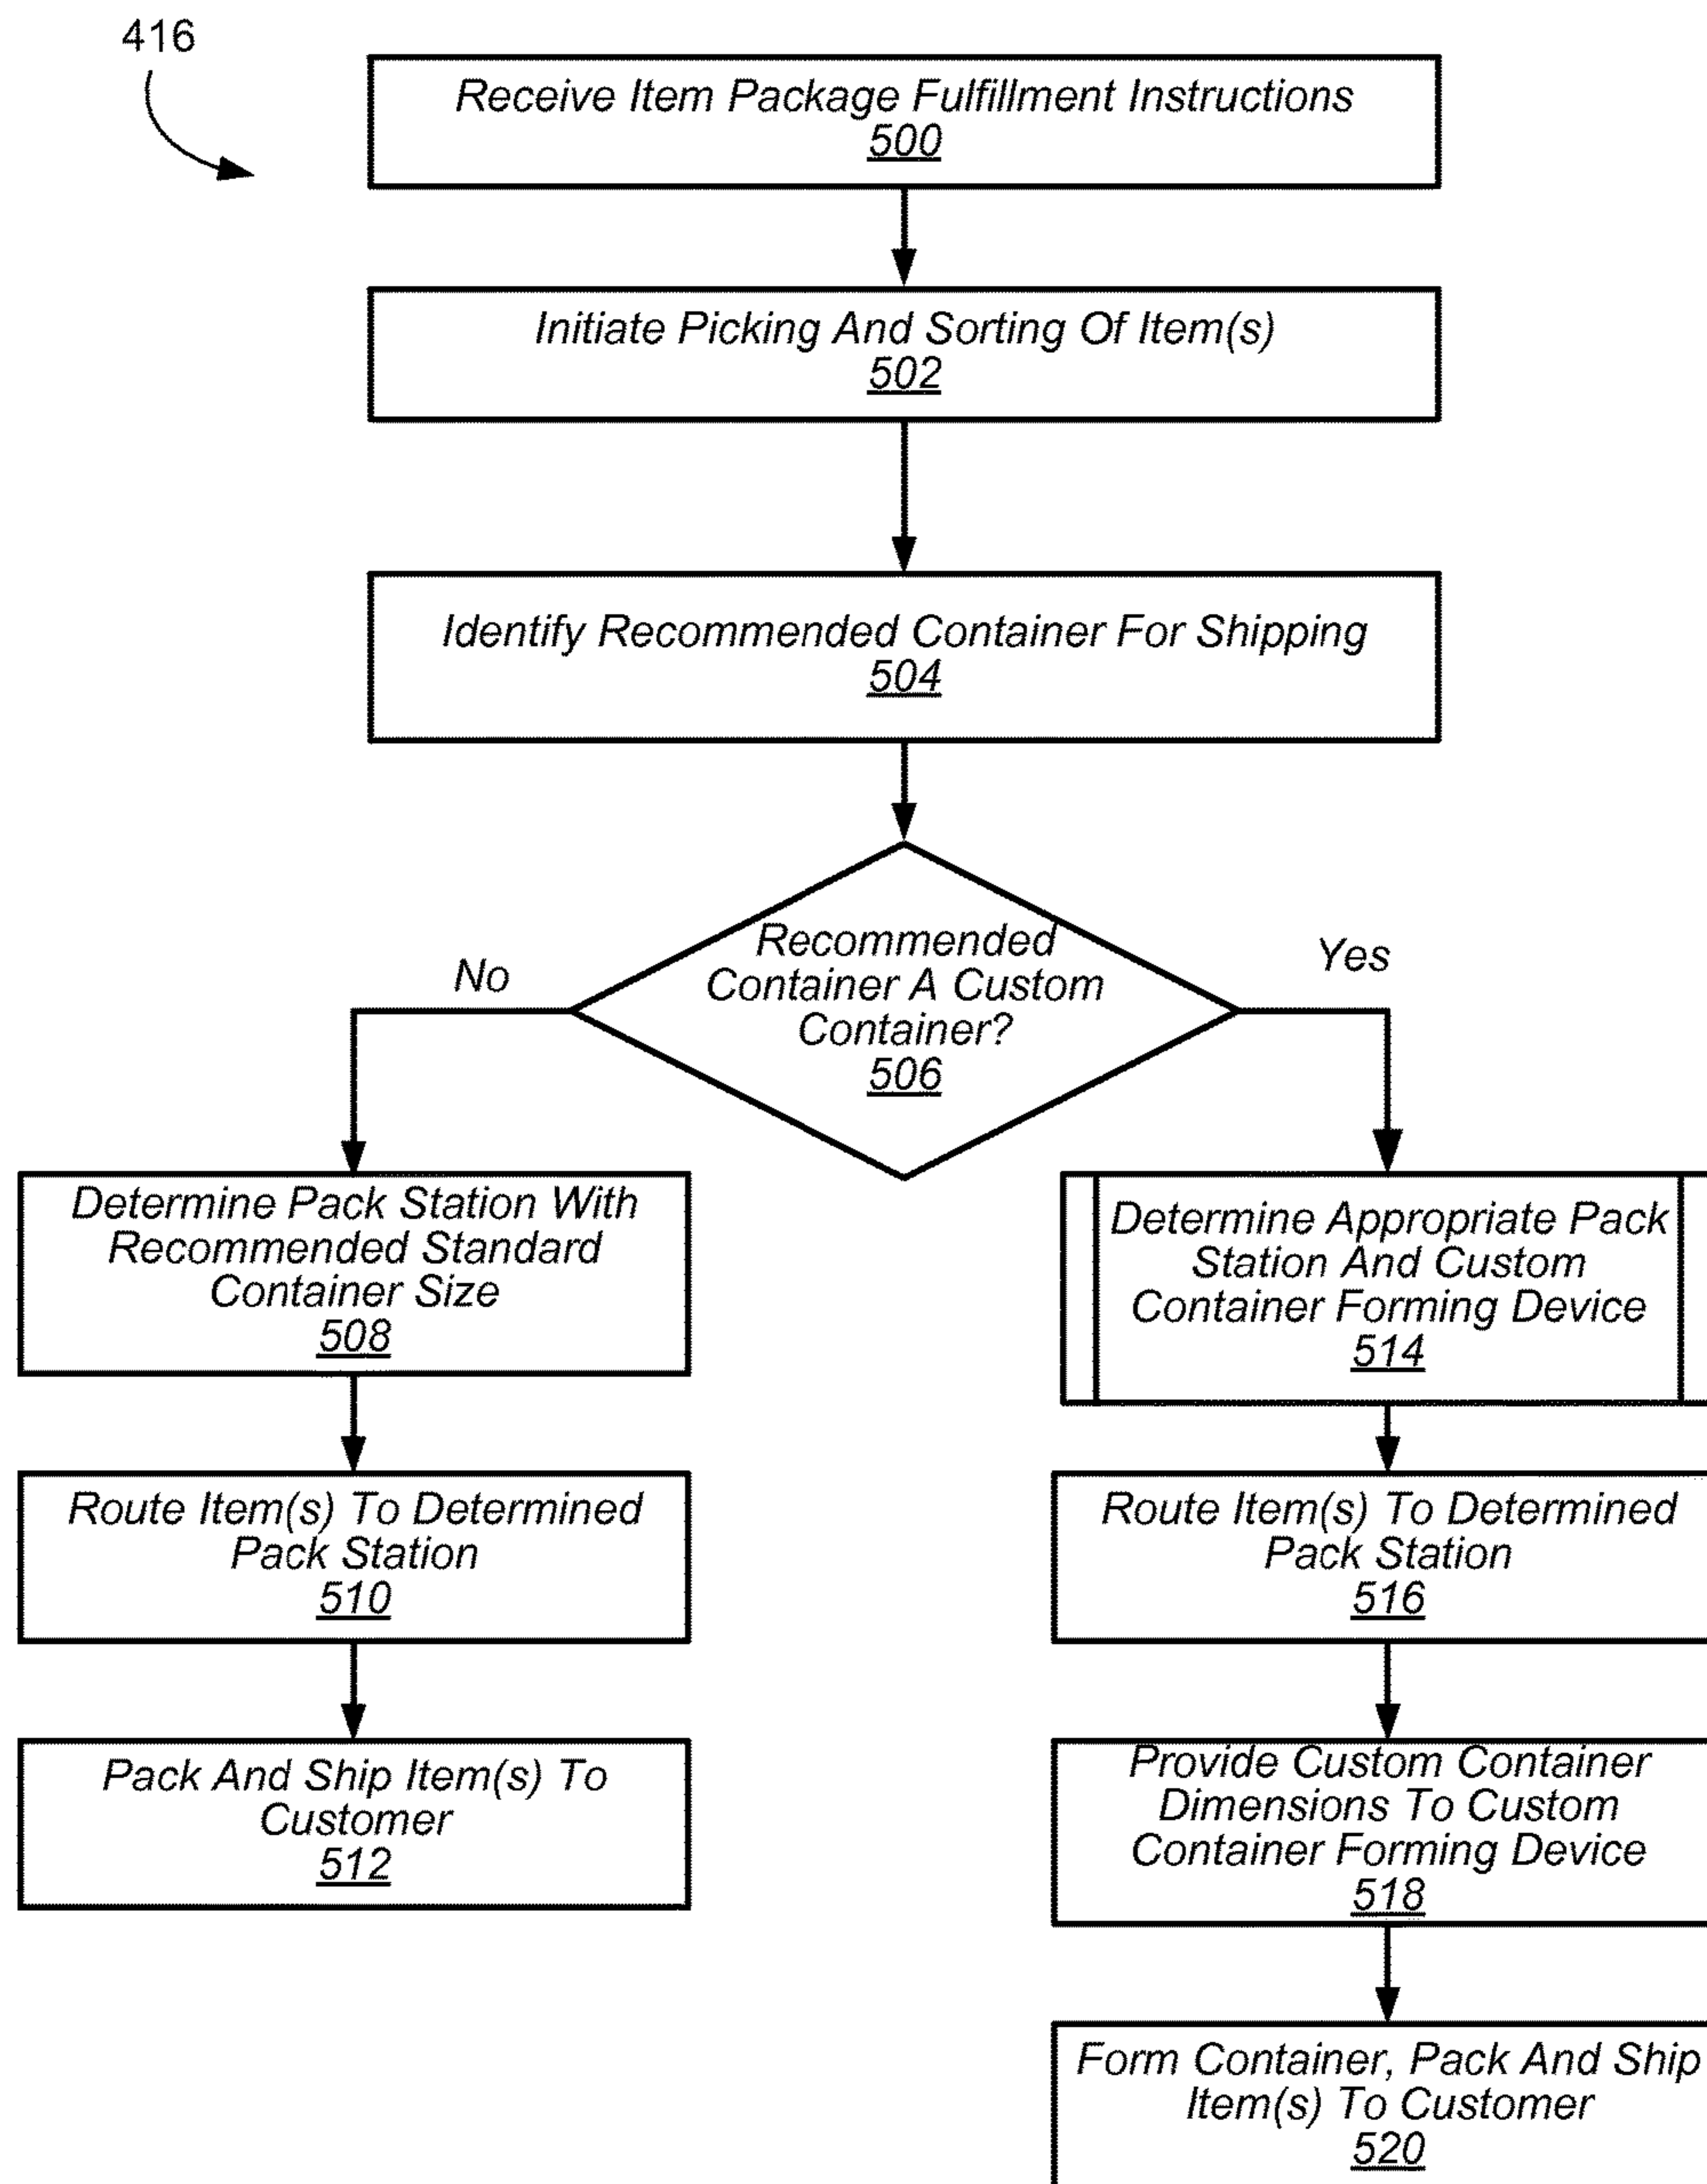 416
Receive Item Package Fulfillment Instructions
500
Initiate Picking And Sorting Of Item(s)
502
Identify Recommended Container For Shipping
504
Recommended
Container A Custom
Container?
506
No
Yes
Determine Pack Station With
Recommended Standard
Container Size
508
Route Item(s) To Determined
Pack Station
510
Pack And Ship Item(s) To
Customer
512
Determine Appropriate Pack
Station And Custom
Container Forming Device
514
Route Item(s) To Determined
Pack Station
516
Provide Custom Container
Dimensions To Custom
Container Forming Device
518
Form Container, Pack And Ship
Item(s) To Customer
520